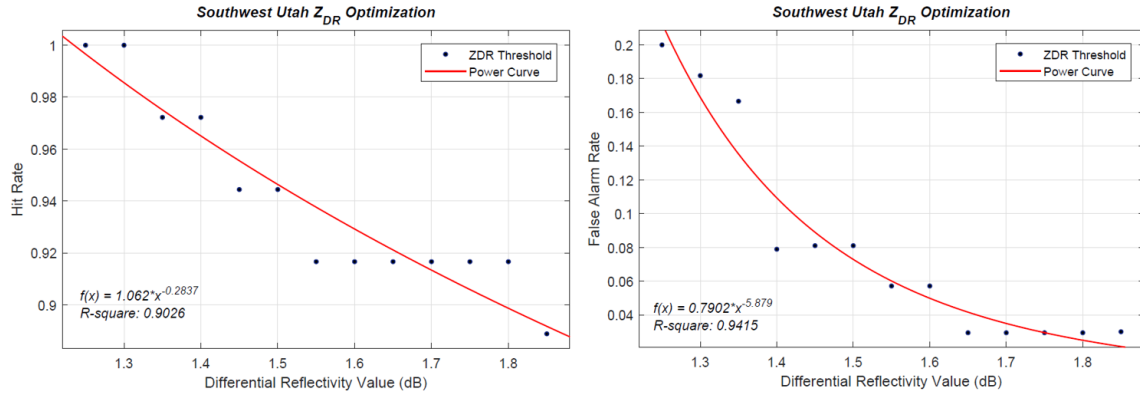 Southwest Utah Z_DR Optimization
Hit Rate
1
0.98
0.96
0.94
0.92
0.9
ZDR Threshold
Power Curve
f(x) = 1.062*x^-0.2837
R-square: 0.9026
1.3 1.4 1.5 1.6 1.7 1.8
Differential Reflectivity Value (dB)
Southwest Utah Z_DR Optimization
False Alarm Rate
0.2
0.18
0.16
0.14
0.12
0.1
0.08
0.06
0.04
ZDR Threshold
Power Curve
f(x) = 0.7902*x^-5.879
R-square: 0.9415
1.3 1.4 1.5 1.6 1.7 1.8
Differential Reflectivity Value (dB)